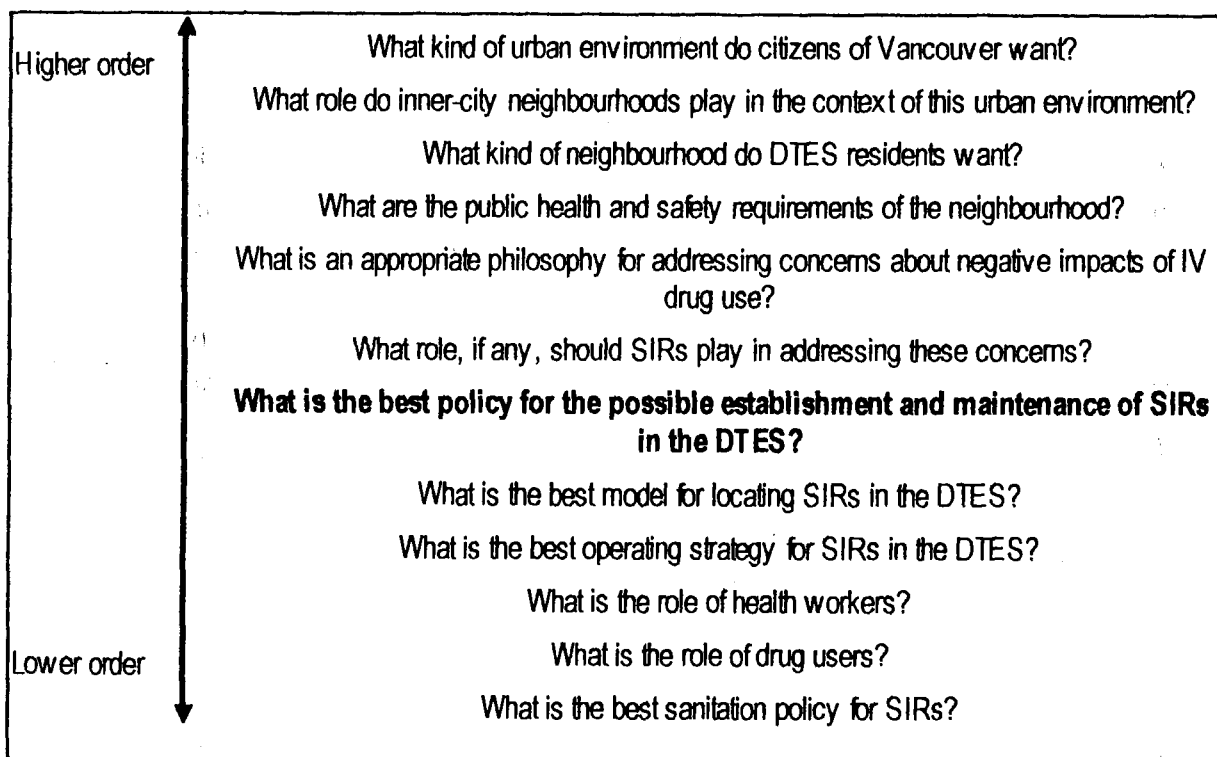 What kind of urban environment do citizens of Vancouver want?
Higher order
What role do inner-city neighbourhoods play in the context of this urban environment?
What kind of neighbourhood do DTES residents want?
What are the public health and safety requirements of the neighbourhood?
What is an appropriate philosophy for addressing concerns about negative impacts of IV
drug use?
What role, if any, should SIRs play in addressing these concerns?
What is the best policy for the possible establishment and maintenance of SIRs
in the DTES?
What is the best model for locating SIRs in the DTES?
What is the best operating strategy for SIRs in the DTES?
What is the role of health workers?
Lower order
What is the role of drug users?
What is the best sanitation policy for SIRs?